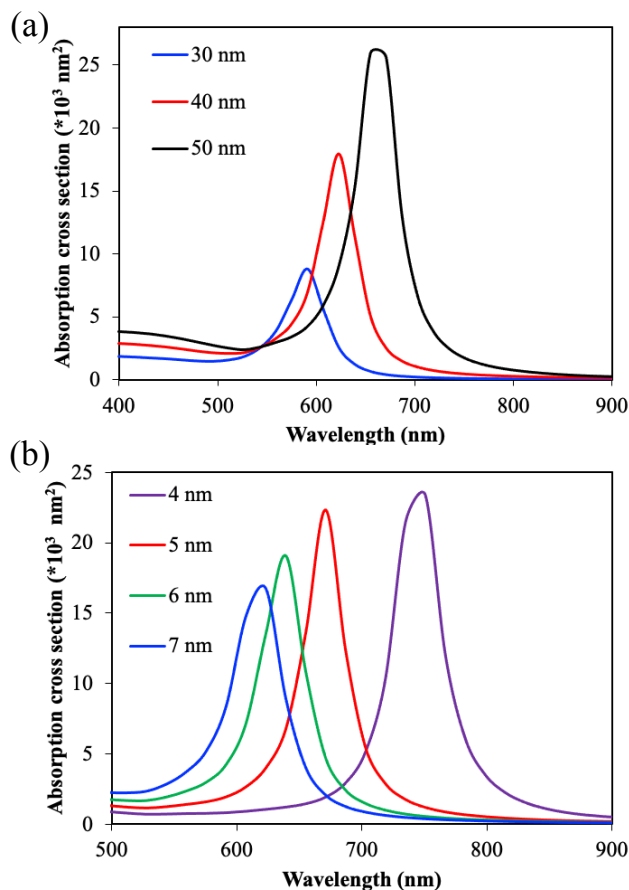 (a)
Absorption cross section (*10³ nm²)
25
20
15
10
5
0
30 nm
40 nm
50 nm
400 500 600 700 800 900
Wavelength (nm)
(b)
Absorption cross section (*10³ nm²)
25
20
15
10
5
0
4 nm
5 nm
6 nm
7 nm
500 600 700 800 900
Wavelength (nm)